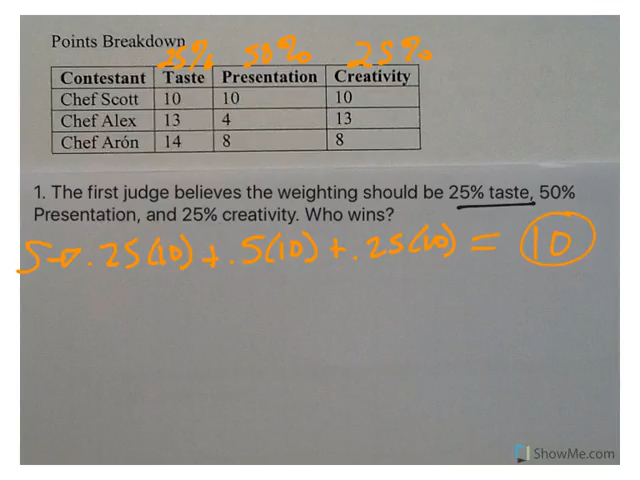 Points Breakdown
25% 50% 25%
Contestant Taste Presentation Creativity
Chef Scott 10 10 10
Chef Alex 13 4 13
Chef Arón 14 8 8
1. The first judge believes the weighting should be 25% taste, 50%
Presentation, and 25% creativity. Who wins?
S → .25(10) + .5(10) + .25(10) = 10
ShowMe.com